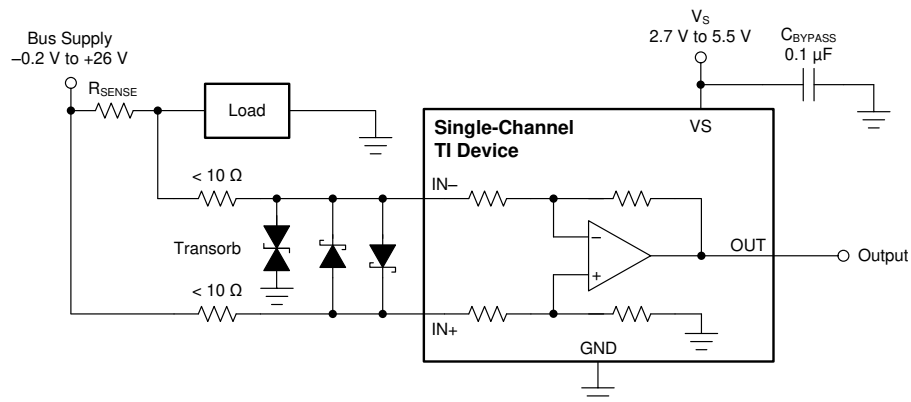 Bus Supply
–0.2 V to +26 V
RSENSE
Load
VS
2.7 V to 5.5 V
CBYPASS
0.1 µF
Single-Channel
TI Device
VS
< 10 Ω
IN–
Transorb
–
+
OUT
Output
< 10 Ω
IN+
GND